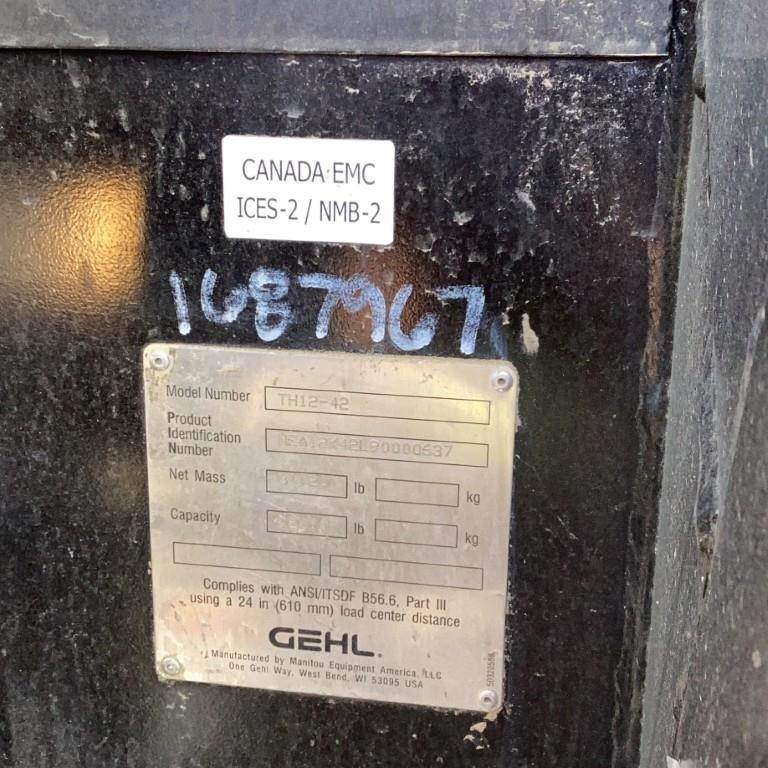 CANADA EMC
ICES-2 / NMB-2
1687967
Model Number TH12-42
Product
Identification
Number
Net Mass lb kg
Capacity lb kg
Complies with ANSI/ITSDF B56.6, Part III
using a 24 in (610 mm) load center distance
GEHL.
Manufactured by Manitou Equipment America, LLC
One Gehl Way, West Bend, WI 53095 USA